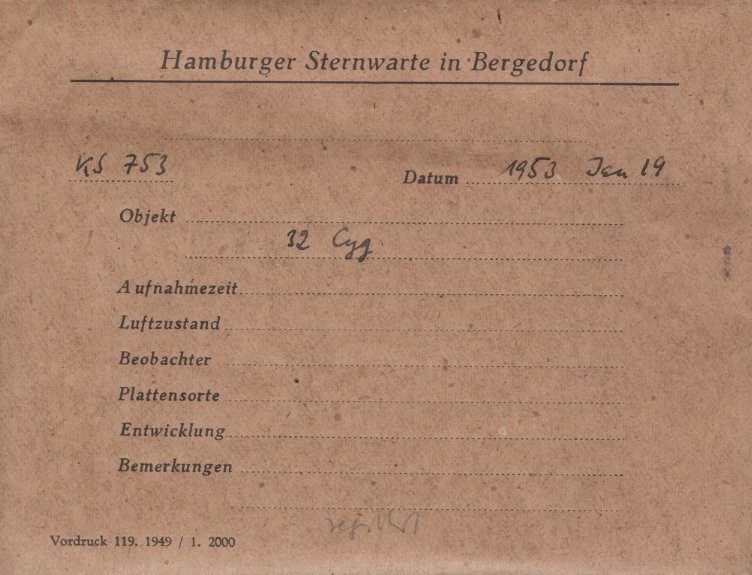 Hamburger Sternwarte in Bergedorf
KS 753 Datum 1953 Jan 19
Objekt
32 Cyg
Aufnahmezeit
Luftzustand
Beobachter
Plattensorte
Entwicklung
Bemerkungen
Vordruck 119. 1949 / 1. 2000